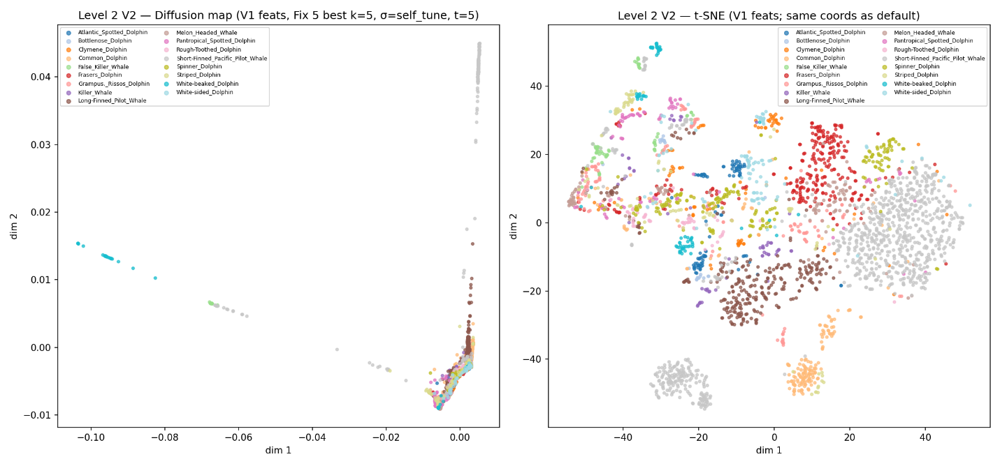 Level 2 V2 — Diffusion map (V1 feats, Fix 5 best k=5, σ=self_tune, t=5)
Atlantic_Spotted_Dolphin
Bottlenose_Dolphin
Clymene_Dolphin
Common_Dolphin
False_Killer_Whale
Frasers_Dolphin
Grampus,_Rissos_Dolphin
Killer_Whale
Long-Finned_Pilot_Whale
Melon_Headed_Whale
Pantropical_Spotted_Dolphin
Rough-Toothed_Dolphin
Short-Finned_Pacific_Pilot_Whale
Spinner_Dolphin
Striped_Dolphin
White-beaked_Dolphin
White-sided_Dolphin
dim 2
0.04
0.03
0.02
0.01
0.00
−0.01
−0.10
−0.08
−0.06
−0.04
−0.02
0.00
dim 1
Level 2 V2 — t-SNE (V1 feats; same coords as default)
Atlantic_Spotted_Dolphin
Bottlenose_Dolphin
Clymene_Dolphin
Common_Dolphin
False_Killer_Whale
Frasers_Dolphin
Grampus,_Rissos_Dolphin
Killer_Whale
Long-Finned_Pilot_Whale
Melon_Headed_Whale
Pantropical_Spotted_Dolphin
Rough-Toothed_Dolphin
Short-Finned_Pacific_Pilot_Whale
Spinner_Dolphin
Striped_Dolphin
White-beaked_Dolphin
White-sided_Dolphin
dim 2
40
20
0
−20
−40
−40
−20
0
20
40
dim 1